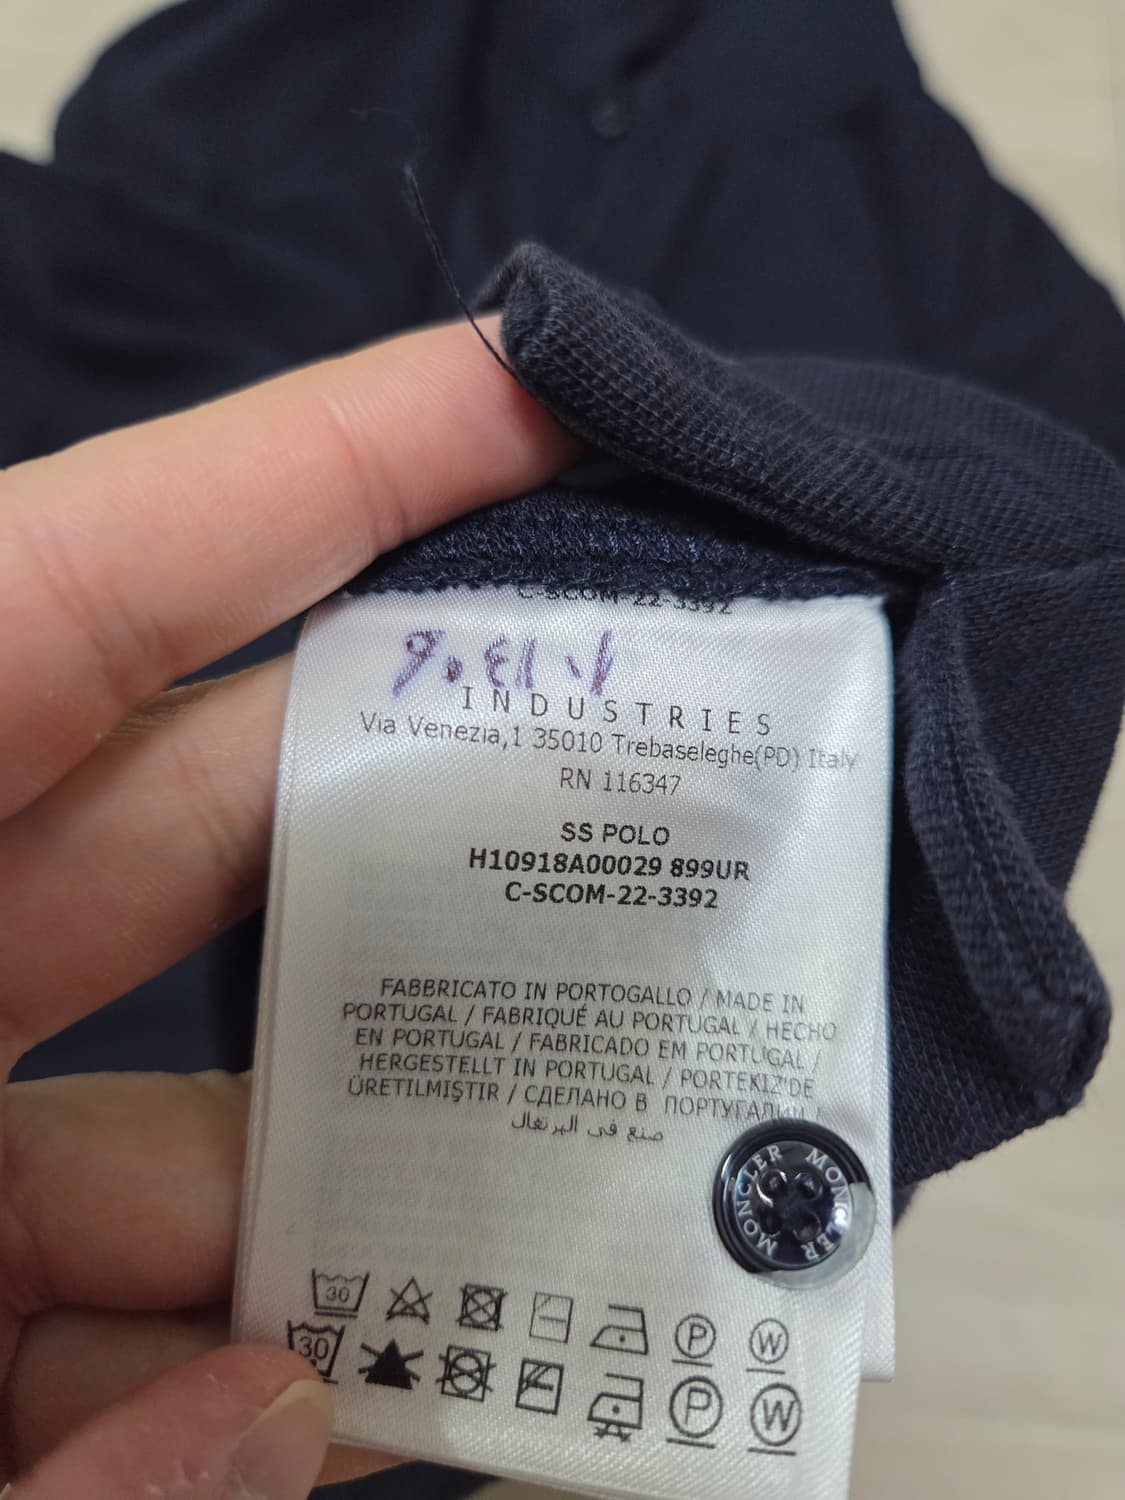 C-SCOM-22-3392
INDUSTRIES
Via Venezia,1 35010 Trebaseleghe(PD) Italy
RN 116347
SS POLO
H10918A00029 899UR
C-SCOM-22-3392
FABBRICATO IN PORTOGALLO / MADE IN
PORTUGAL / FABRIQUÉ AU PORTUGAL / HECHO
EN PORTUGAL / FABRICADO EM PORTUGAL /
HERGESTELLT IN PORTUGAL / PORTEKIZ'DE
ÜRETILMIŞTIR / СДЕЛАНО В ПОРТУГАЛИИ /
صنع في البرتغال
MONCLER MONCLER
30 P W
30 P W